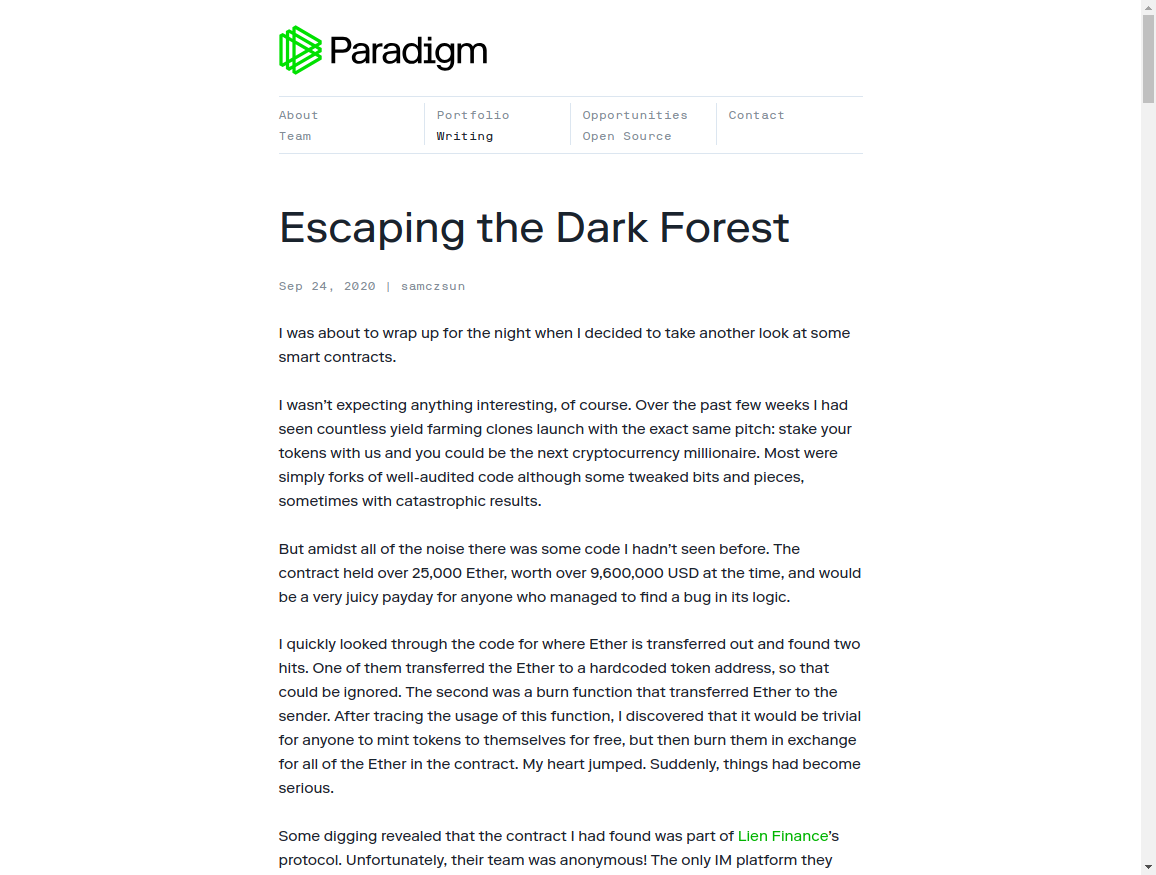 Paradigm
About
Team
Portfolio
Writing
Opportunities
Open Source
Contact
Escaping the Dark Forest
Sep 24, 2020 | samczsun
I was about to wrap up for the night when I decided to take another look at some
smart contracts.
I wasn’t expecting anything interesting, of course. Over the past few weeks I had
seen countless yield farming clones launch with the exact same pitch: stake your
tokens with us and you could be the next cryptocurrency millionaire. Most were
simply forks of well-audited code although some tweaked bits and pieces,
sometimes with catastrophic results.
But amidst all of the noise there was some code I hadn’t seen before. The
contract held over 25,000 Ether, worth over 9,600,000 USD at the time, and would
be a very juicy payday for anyone who managed to find a bug in its logic.
I quickly looked through the code for where Ether is transferred out and found two
hits. One of them transferred the Ether to a hardcoded token address, so that
could be ignored. The second was a burn function that transferred Ether to the
sender. After tracing the usage of this function, I discovered that it would be trivial
for anyone to mint tokens to themselves for free, but then burn them in exchange
for all of the Ether in the contract. My heart jumped. Suddenly, things had become
serious.
Some digging revealed that the contract I had found was part of Lien Finance’s
protocol. Unfortunately, their team was anonymous! The only IM platform they